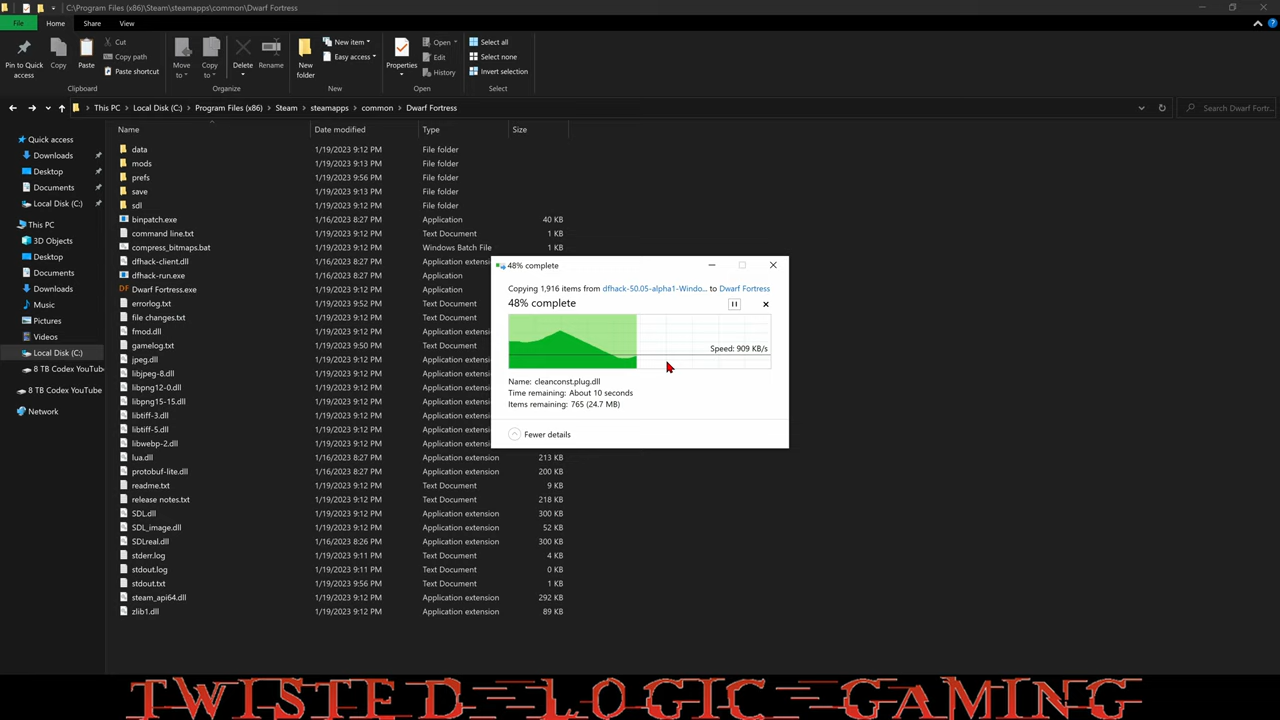 C:\Program Files (x86)\Steam\steamapps\common\Dwarf Fortress
File
Home
Share
View
Pin to Quick access
Copy
Paste
Cut
Copy path
Paste shortcut
Clipboard
Move to
Copy to
Delete
Rename
Organize
New folder
New item
Easy access
New
Properties
Open
Edit
History
Open
Select all
Select none
Invert selection
Select
This PC > Local Disk (C:) > Program Files (x86) > Steam > steamapps > common > Dwarf Fortress
Search Dwarf Fortr...
Name Date modified Type Size
Quick access
Downloads
Desktop
Documents
Local Disk (C:)
This PC
3D Objects
Desktop
Documents
Downloads
Music
Pictures
Videos
Local Disk (C:)
8 TB Codex YouTub
8 TB Codex YouTube
Network
data 1/19/2023 9:12 PM File folder
mods 1/19/2023 9:13 PM File folder
prefs 1/19/2023 9:56 PM File folder
save 1/19/2023 9:13 PM File folder
sdl 1/19/2023 9:12 PM File folder
binpatch.exe 1/16/2023 8:27 PM Application 40 KB
command line.txt 1/19/2023 9:12 PM Text Document 1 KB
compress_bitmaps.bat 1/19/2023 9:12 PM Windows Batch File 1 KB
dfhack-client.dll 1/16/2023 8:27 PM Application extens
dfhack-run.exe 1/16/2023 8:27 PM Application
Dwarf Fortress.exe 1/19/2023 9:12 PM Application
errorlog.txt 1/19/2023 9:52 PM Text Document
file changes.txt 1/19/2023 9:12 PM Text Document
fmod.dll 1/19/2023 9:12 PM Application extens
gamelog.txt 1/19/2023 9:12 PM Text Document
jpeg.dll 1/19/2023 9:12 PM Application extens
libjpeg-8.dll 1/19/2023 9:12 PM Application extens
libpng12-0.dll 1/19/2023 9:12 PM Application extens
libpng15-15.dll 1/19/2023 9:12 PM Application extens
libtiff-3.dll 1/19/2023 9:12 PM Application extens
libtiff-5.dll 1/19/2023 9:12 PM Application extens
libwebp-2.dll 1/19/2023 9:12 PM Application extens
lua.dll 1/16/2023 8:27 PM Application extension 213 KB
protobuf-lite.dll 1/16/2023 8:27 PM Application extension 200 KB
readme.txt 1/19/2023 9:12 PM Text Document 9 KB
release notes.txt 1/19/2023 9:12 PM Text Document 218 KB
SDL.dll 1/19/2023 9:12 PM Application extension 300 KB
SDL_image.dll 1/19/2023 9:12 PM Application extension 52 KB
SDLreal.dll 1/16/2023 8:26 PM Application extension 300 KB
stderr.log 1/19/2023 9:11 PM Text Document 4 KB
stdout.log 1/19/2023 9:11 PM Text Document 0 KB
stdout.txt 1/19/2023 9:56 PM Text Document 1 KB
steam_api64.dll 1/19/2023 9:12 PM Application extension 292 KB
zlib1.dll 1/19/2023 9:12 PM Application extension 89 KB
48% complete
Copying 1,916 items from dfhack-50.05-alpha1-Windo... to Dwarf Fortress
48% complete
Speed: 909 KB/s
Name: cleanconst.plug.dll
Time remaining: About 10 seconds
Items remaining: 765 (24.7 MB)
Fewer details
TWISTED=LOGIC=GAMING